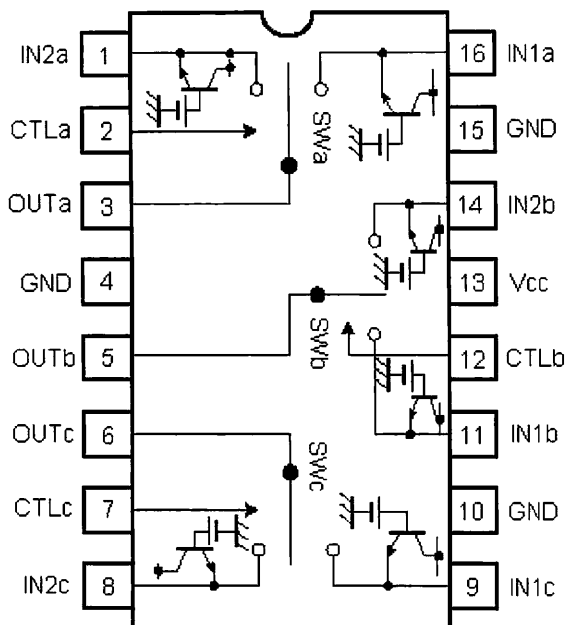 IN2a 1 16 IN1a
CTLa 2 SWa 15 GND
OUTa 3 14 IN2b
GND 4 13 Vcc
OUTb 5 SWb 12 CTLb
OUTc 6 11 IN1b
CTLc 7 SWc 10 GND
IN2c 8 9 IN1c